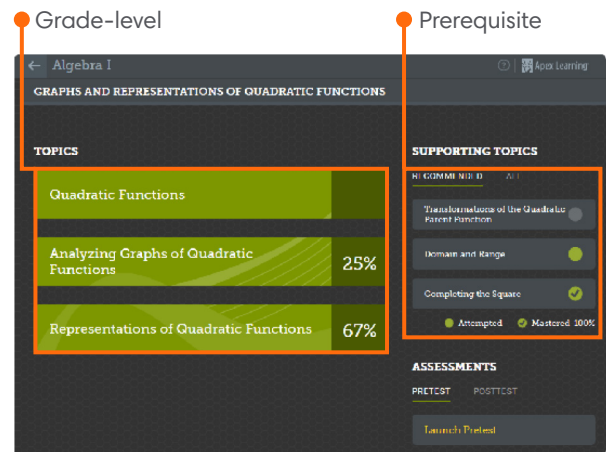 Grade-level
Prerequisite
← Algebra I
? | Apex Learning
GRAPHS AND REPRESENTATIONS OF QUADRATIC FUNCTIONS
TOPICS
Quadratic Functions
Analyzing Graphs of Quadratic
Functions
25%
Representations of Quadratic Functions
67%
SUPPORTING TOPICS
RECOMMENDED
ALL
Transformations of the Quadratic
Parent Function
Domain and Range
Completing the Square
Attempted
Mastered 100%
ASSESSMENTS
PRETEST
POSTTEST
Launch Pretest